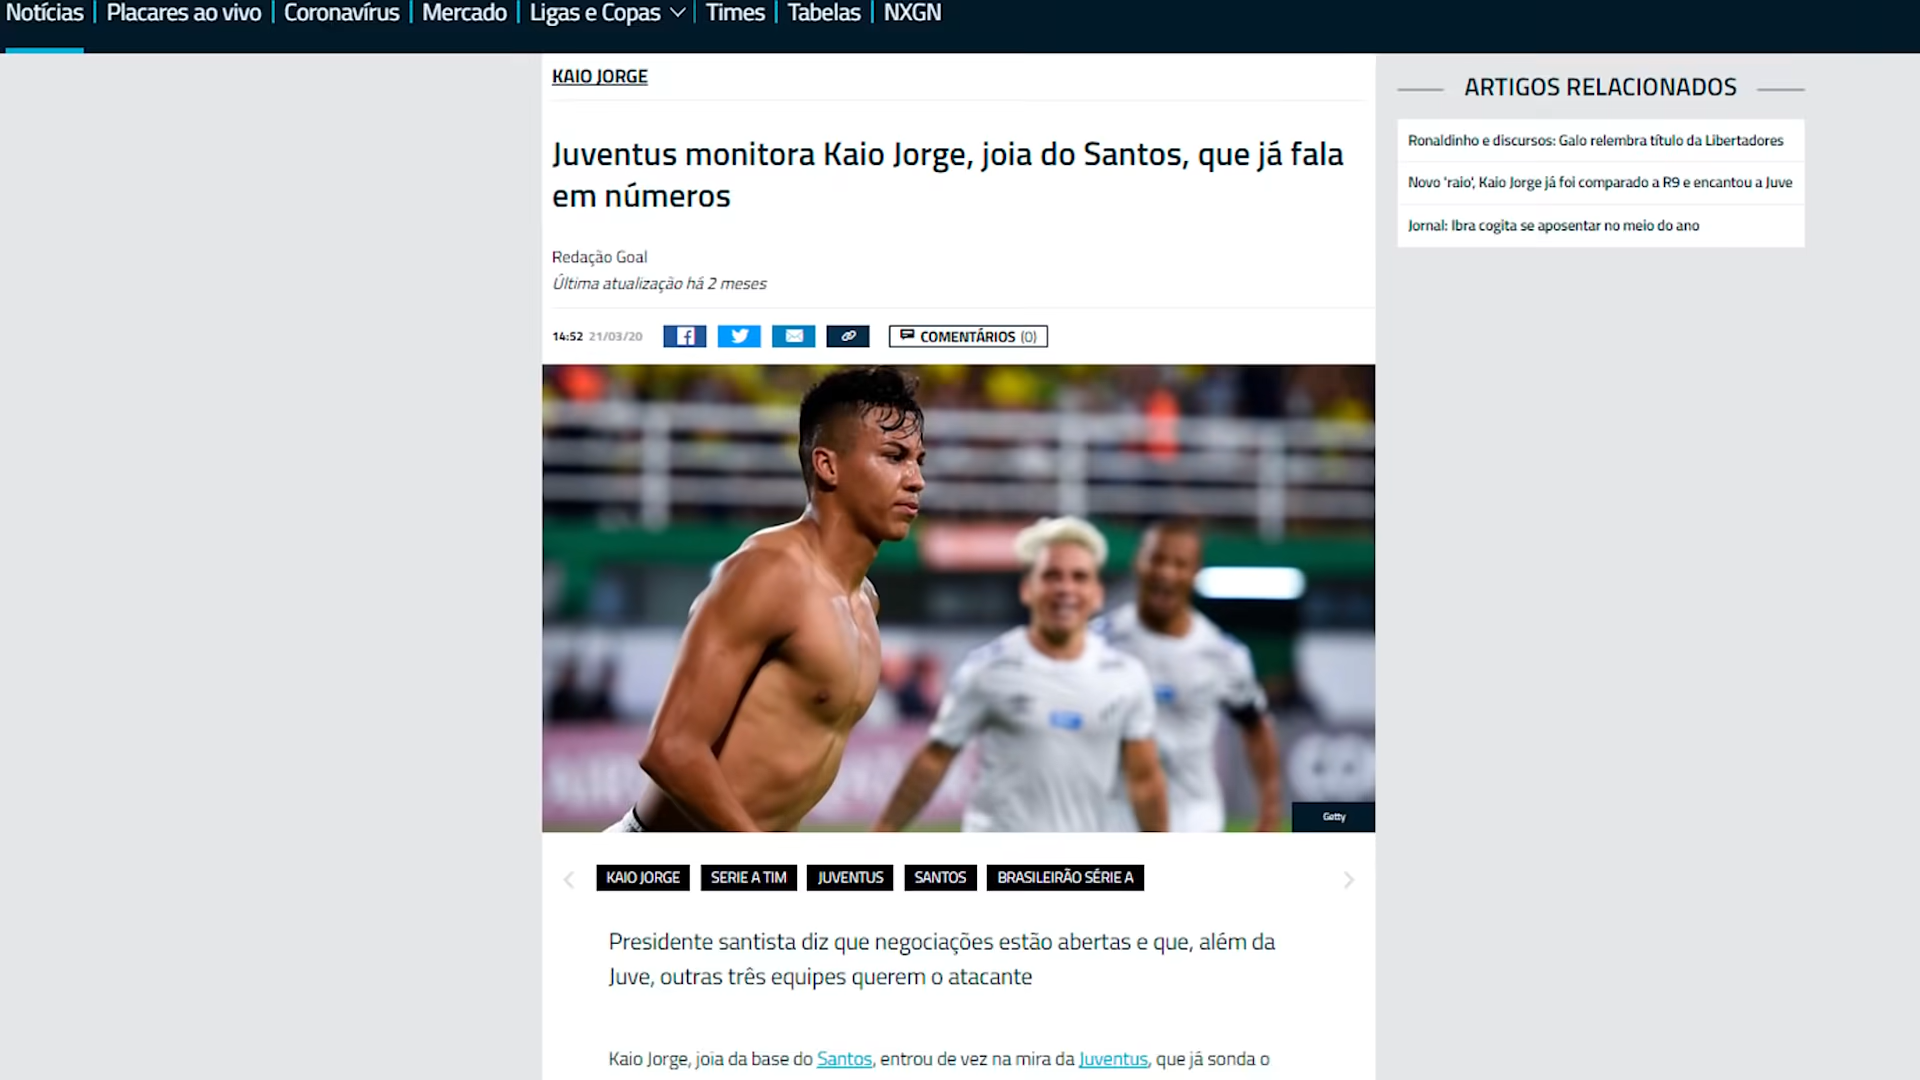 Notícias
Placares ao vivo
Coronavírus
Mercado
Ligas e Copas
Times
Tabelas
NXGN
KAIO JORGE
Juventus monitora Kaio Jorge, joia do Santos, que já fala
em números
Redação Goal
Última atualização há 2 meses
14:52 21/03/20
COMENTÁRIOS (0)
Getty
KAIO JORGE
SERIE A TIM
JUVENTUS
SANTOS
BRASILEIRÃO SÉRIE A
Presidente santista diz que negociações estão abertas e que, além da
Juve, outras três equipes querem o atacante
Kaio Jorge, joia da base do Santos, entrou de vez na mira da Juventus, que já sonda o
ARTIGOS RELACIONADOS
Ronaldinho e discursos: Galo relembra título da Libertadores
Novo 'raio', Kaio Jorge já foi comparado a R9 e encantou a Juve
Jornal: Ibra cogita se aposentar no meio do ano